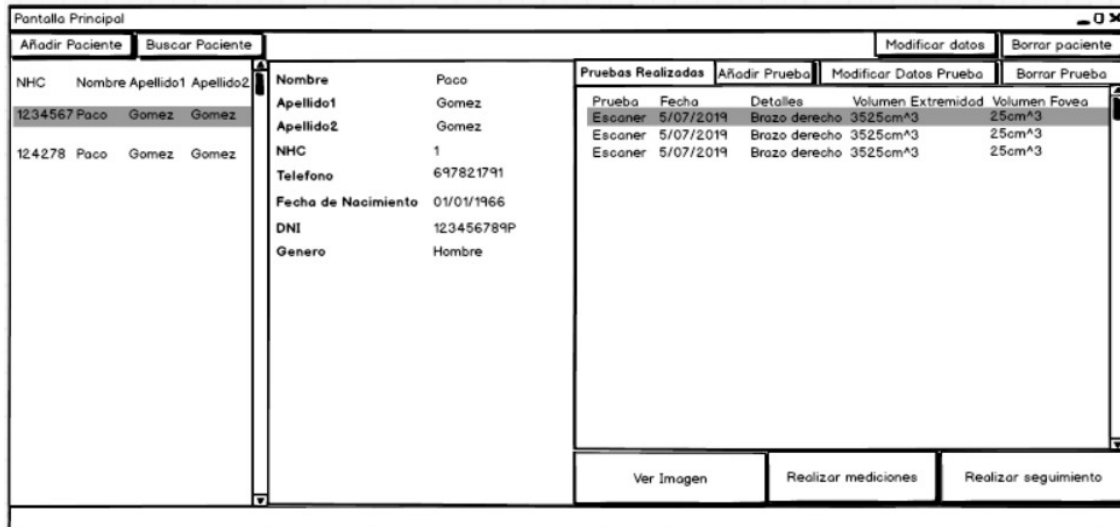 Pantalla Principal
Añadir Paciente Buscar Paciente Modificar datos Borrar paciente
NHC Nombre Apellido1 Apellido2
1234567 Paco Gomez Gomez
124278 Paco Gomez Gomez
Nombre Paco
Apellido1 Gomez
Apellido2 Gomez
NHC 1
Telefono 697821791
Fecha de Nacimiento 01/01/1966
DNI 123456789P
Genero Hombre
Pruebas Realizadas Añadir Prueba Modificar Datos Prueba Borrar Prueba
Prueba Fecha Detalles Volumen Extremidad Volumen Fovea
Escaner 5/07/2019 Brazo derecho 3525cm^3 25cm^3
Escaner 5/07/2019 Brazo derecho 3525cm^3 25cm^3
Escaner 5/07/2019 Brazo derecho 3525cm^3 25cm^3
Ver Imagen Realizar mediciones Realizar seguimiento